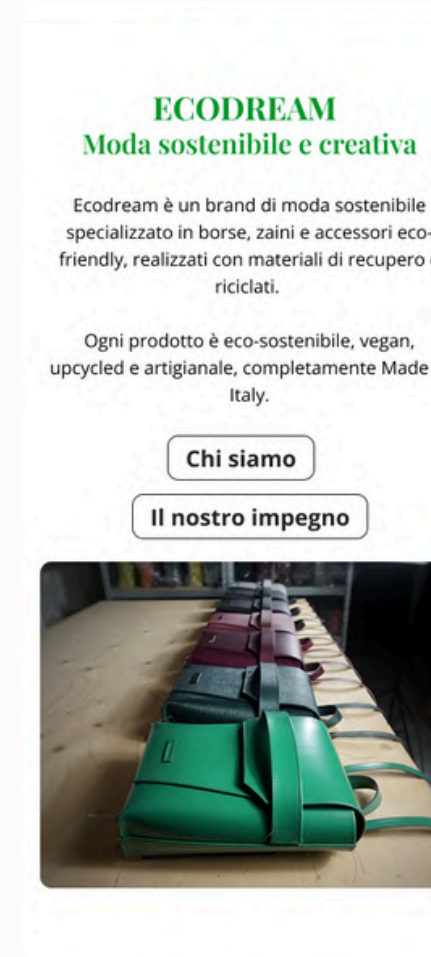 ECODREAM
Moda sostenibile e creativa
Ecodream è un brand di moda sostenibile
specializzato in borse, zaini e accessori eco-
friendly, realizzati con materiali di recupero
riciclati.
Ogni prodotto è eco-sostenibile, vegan,
upcycled e artigianale, completamente Made
Italy.
Chi siamo
Il nostro impegno